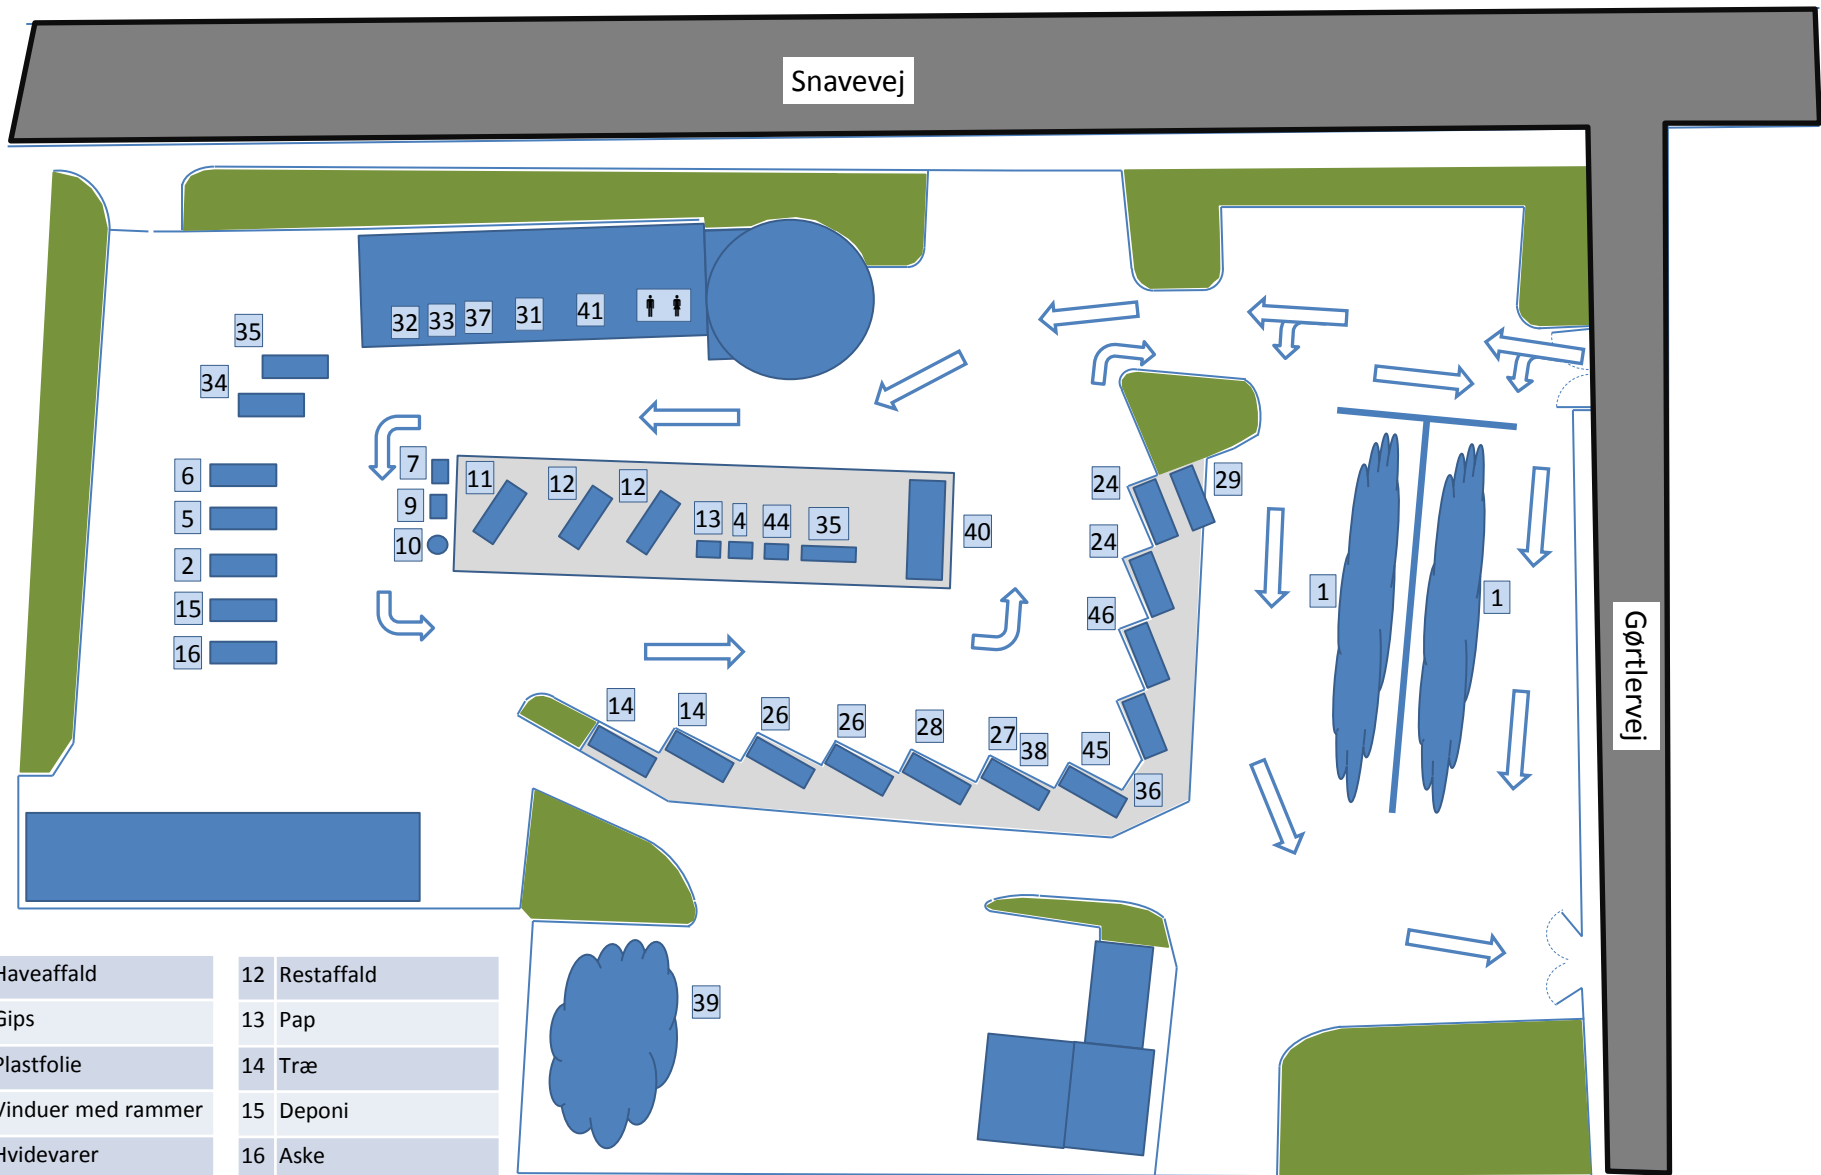 Snavevej
32 33 37 31 41
35
34
7 11 12 12
6
9
5
10
13 4 44 35
40
24
29
24
2
15
16
46
1
1
Gørtlervej
14 14 26 26 28 27 38 45
36
39
Haveaffald
Gips
Plastfolie
Vinduer med rammer
Hvidevarer
12 Restaffald
13 Pap
14 Træ
15 Deponi
16 Aske